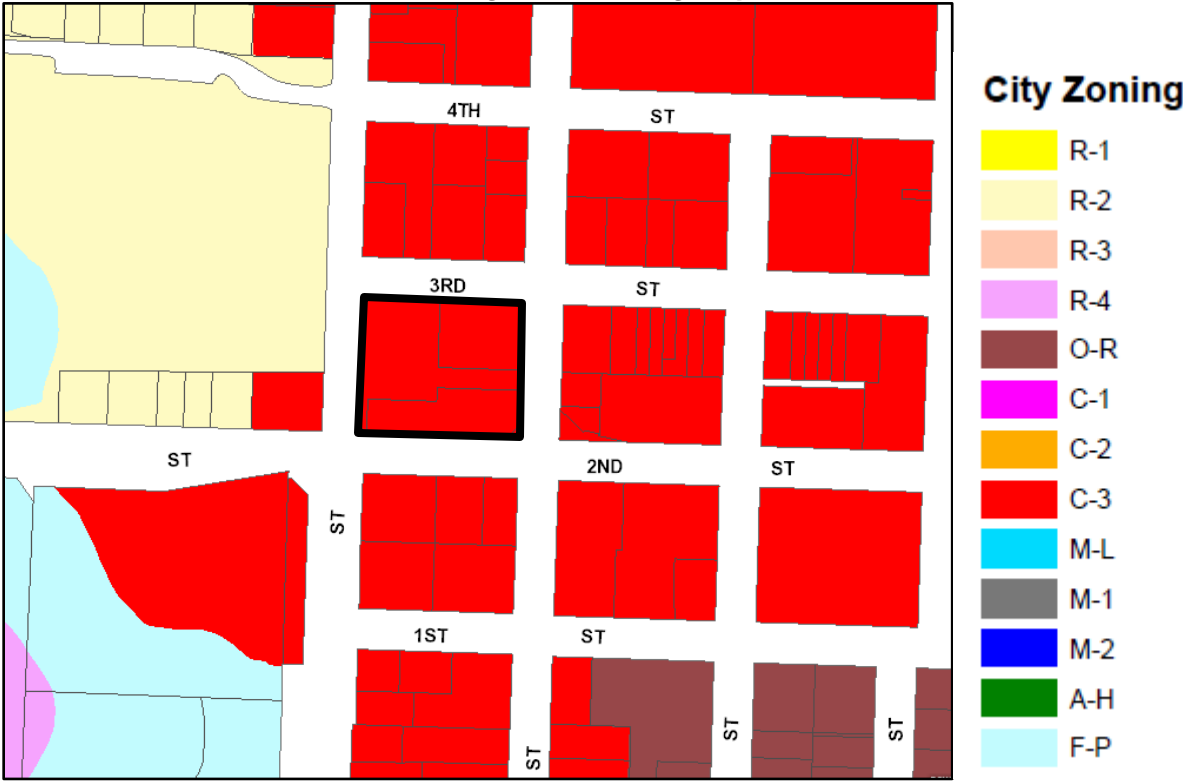 City Zoning
4TH ST
3RD ST
ST 2ND ST
ST
1ST ST
ST ST ST
R-1
R-2
R-3
R-4
O-R
C-1
C-2
C-3
M-L
M-1
M-2
A-H
F-P